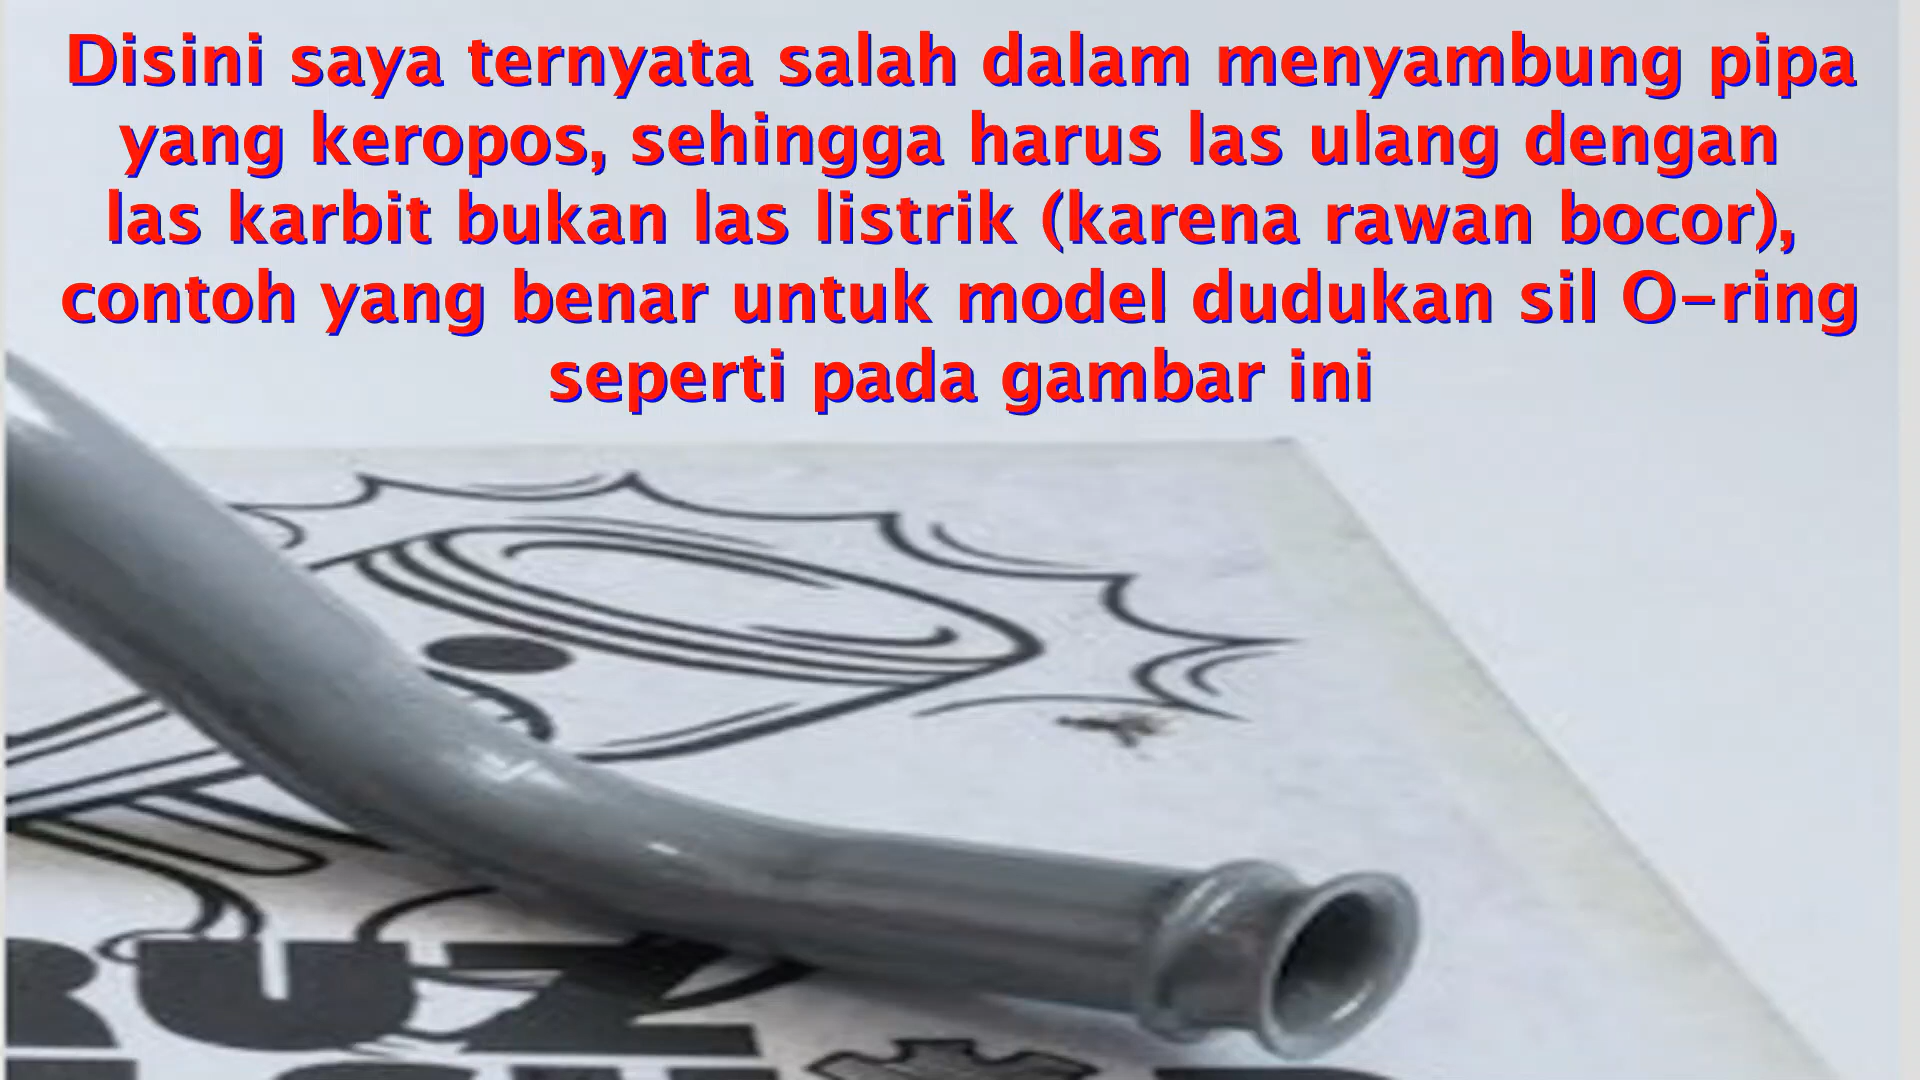 Disini saya ternyata salah dalam menyambung pipa
yang keropos, sehingga harus las ulang dengan
las karbit bukan las listrik (karena rawan bocor),
contoh yang benar untuk model dudukan sil O-ring
seperti pada gambar ini
RUZ